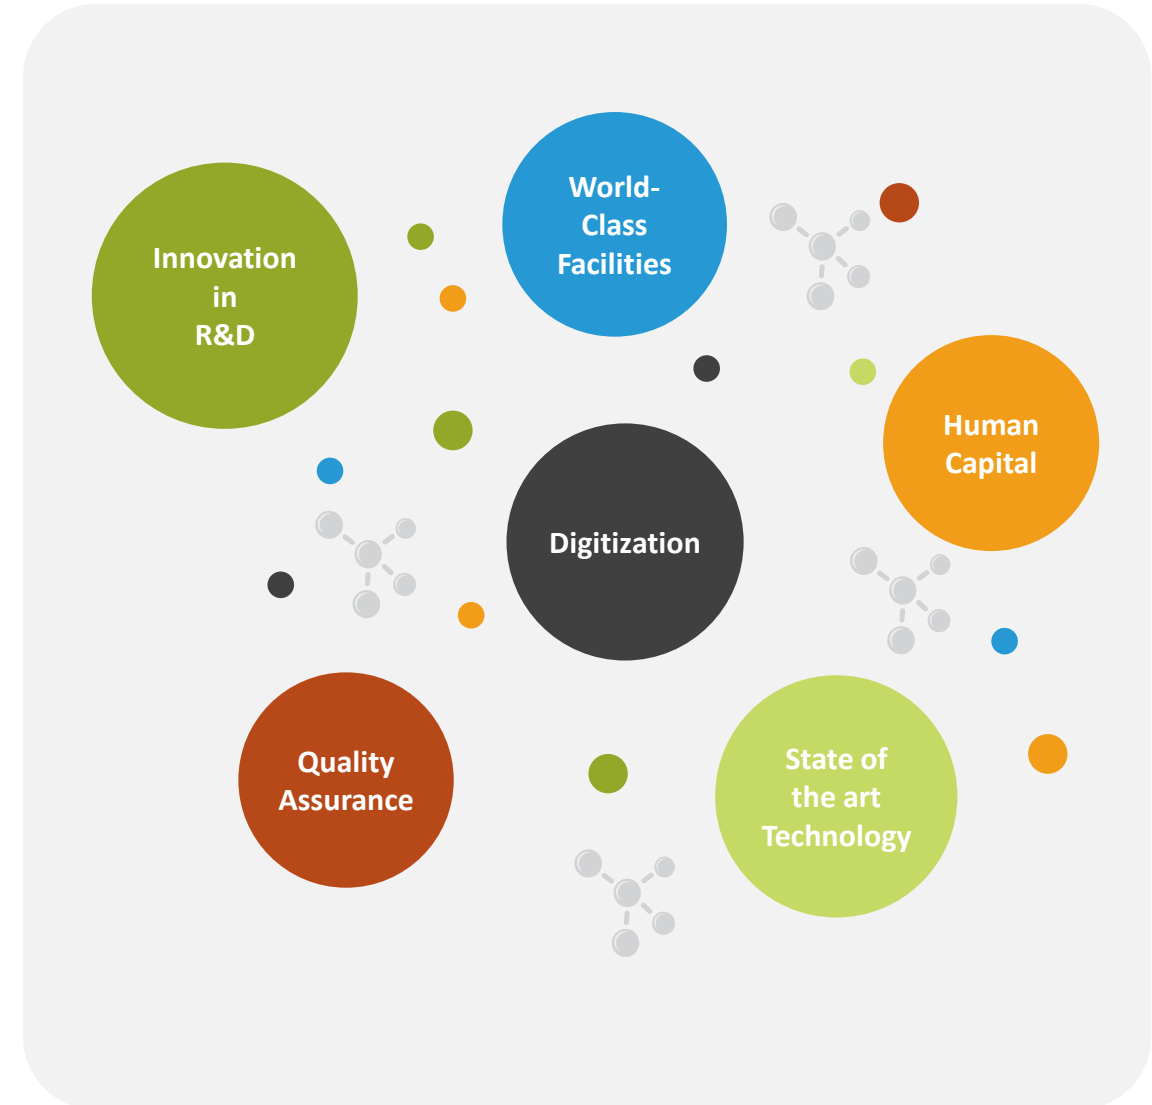 World-
Class
Facilities
Innovation
in
R&D
Human
Capital
Digitization
Quality
Assurance
State of
the art
Technology